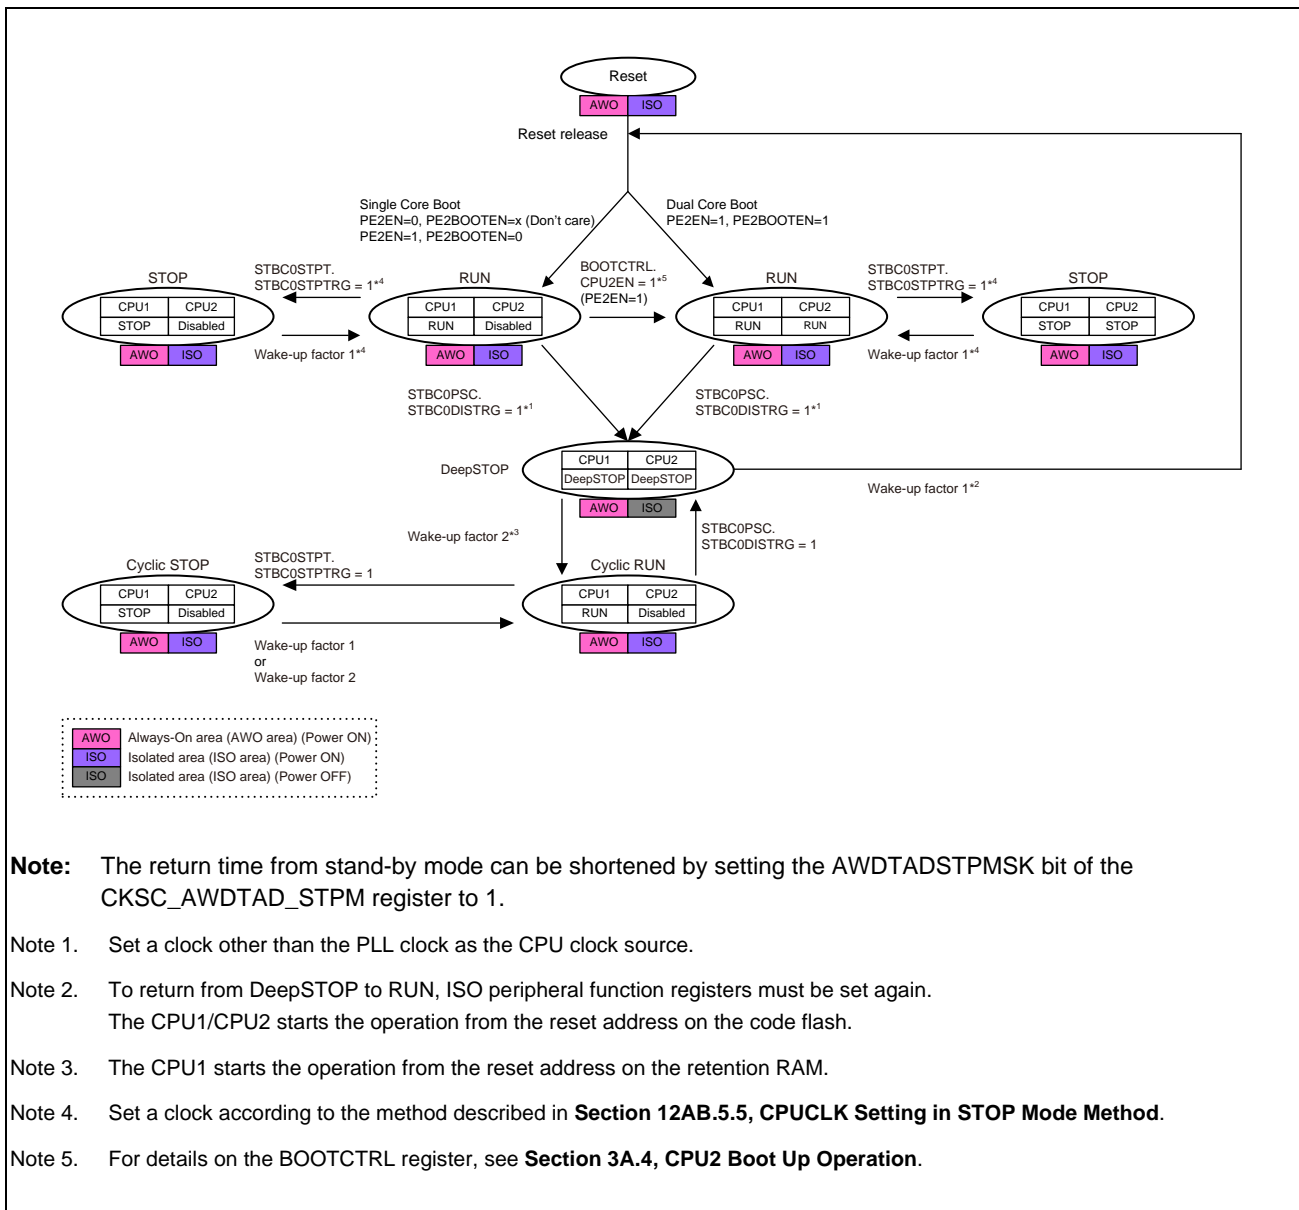 Reset
AWO ISO
Reset release
Single Core Boot
PE2EN=0, PE2BOOTEN=x (Don't care)
PE2EN=1, PE2BOOTEN=0
Dual Core Boot
PE2EN=1, PE2BOOTEN=1
STOP
CPU1 CPU2
STOP Disabled
AWO ISO
STBC0STPT.
STBC0STPTRG = 1*4
Wake-up factor 1*4
RUN
CPU1 CPU2
RUN Disabled
AWO ISO
BOOTCTRL.
CPU2EN = 1*5
(PE2EN=1)
RUN
CPU1 CPU2
RUN RUN
AWO ISO
STBC0STPT.
STBC0STPTRG = 1*4
Wake-up factor 1*4
STOP
CPU1 CPU2
STOP STOP
AWO ISO
STBC0PSC.
STBC0DISTRG = 1*1
STBC0PSC.
STBC0DISTRG = 1*1
DeepSTOP
CPU1 CPU2
DeepSTOP DeepSTOP
AWO ISO
Wake-up factor 1*2
Wake-up factor 2*3
STBC0PSC.
STBC0DISTRG = 1
Cyclic STOP
CPU1 CPU2
STOP Disabled
AWO ISO
STBC0STPT.
STBC0STPTRG = 1
Wake-up factor 1
or
Wake-up factor 2
Cyclic RUN
CPU1 CPU2
RUN Disabled
AWO ISO
AWO Always-On area (AWO area) (Power ON)
ISO Isolated area (ISO area) (Power ON)
ISO Isolated area (ISO area) (Power OFF)
Note: The return time from stand-by mode can be shortened by setting the AWDTADSTPMSK bit of the
CKSC_AWDTAD_STPM register to 1.
Note 1. Set a clock other than the PLL clock as the CPU clock source.
Note 2. To return from DeepSTOP to RUN, ISO peripheral function registers must be set again.
The CPU1/CPU2 starts the operation from the reset address on the code flash.
Note 3. The CPU1 starts the operation from the reset address on the retention RAM.
Note 4. Set a clock according to the method described in Section 12AB.5.5, CPUCLK Setting in STOP Mode Method.
Note 5. For details on the BOOTCTRL register, see Section 3A.4, CPU2 Boot Up Operation.